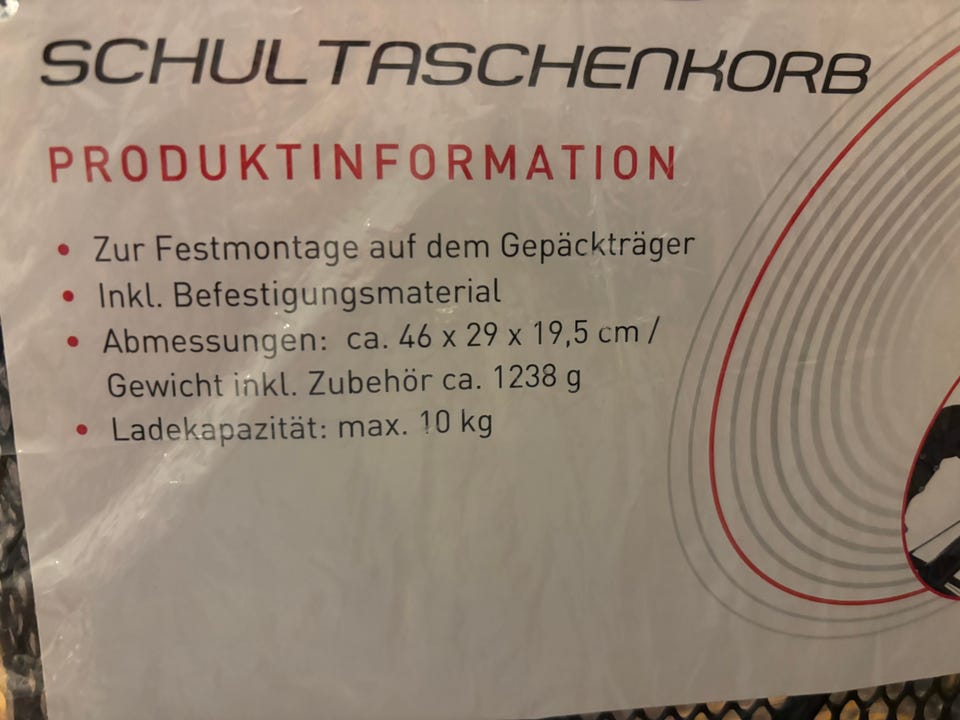 SCHULTASCHENKORB
PRODUKTINFORMATION
• Zur Festmontage auf dem Gepäckträger
• Inkl. Befestigungsmaterial
• Abmessungen: ca. 46 x 29 x 19,5 cm /
Gewicht inkl. Zubehör ca. 1238 g
• Ladekapazität: max. 10 kg